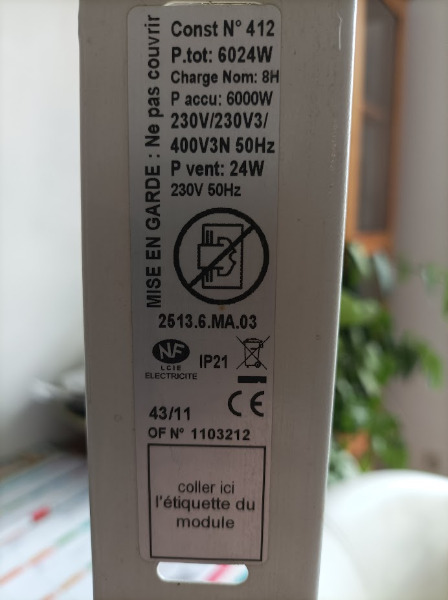 MISE EN GARDE : Ne pas couvrir
Const N° 412
P.tot: 6024W
Charge Nom: 8H
P accu: 6000W
230V/230V3/
400V3N 50Hz
P vent: 24W
230V 50Hz
2513.6.MA.03
NF
LCIE
ELECTRICITE
IP21
CE
43/11
OF N° 1103212
coller ici
l'étiquette du
module